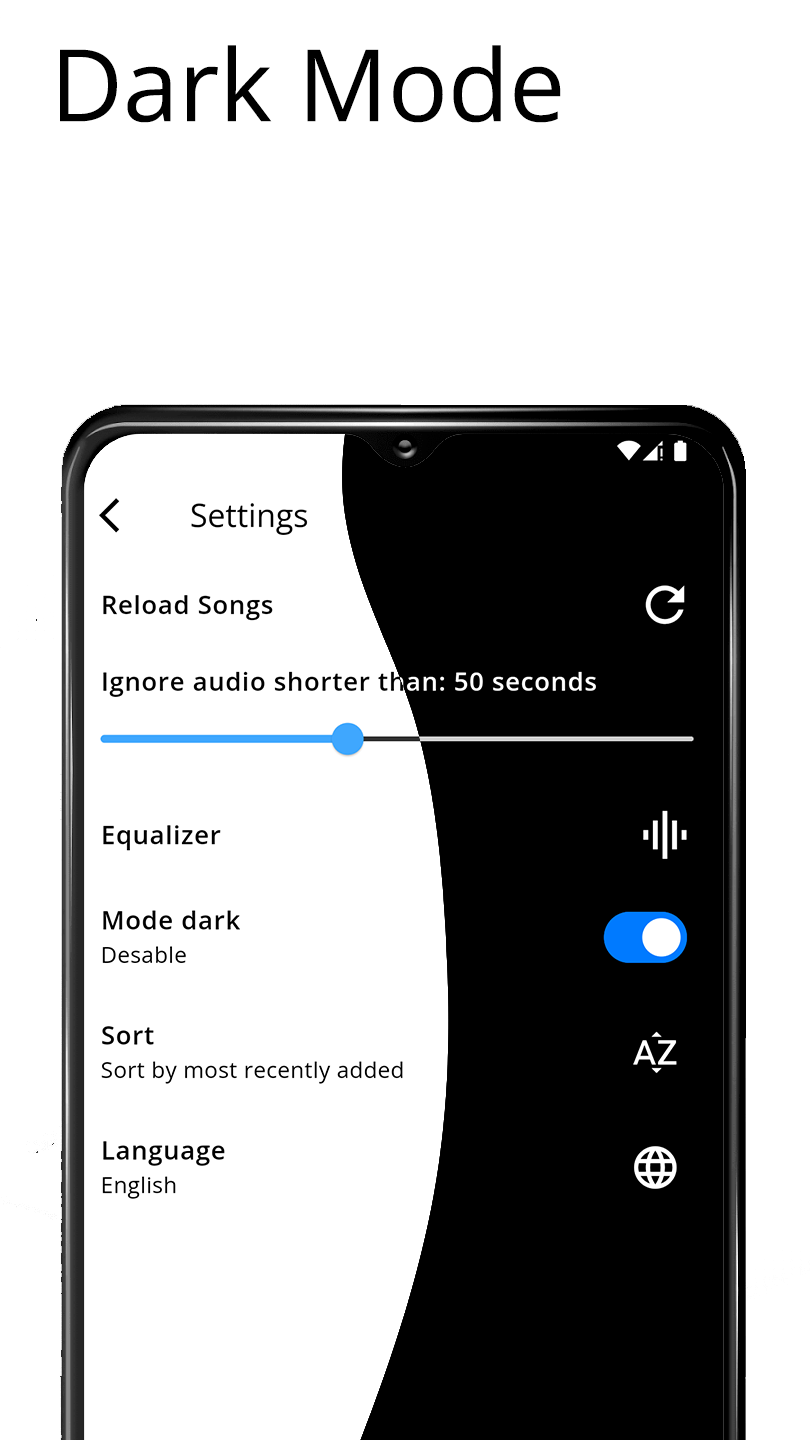 Dark Mode
Settings
Reload Songs
Ignore audio shorter than: 50 seconds
Equalizer
Mode dark
Desable
Sort
Sort by most recently added
AZ
Language
English